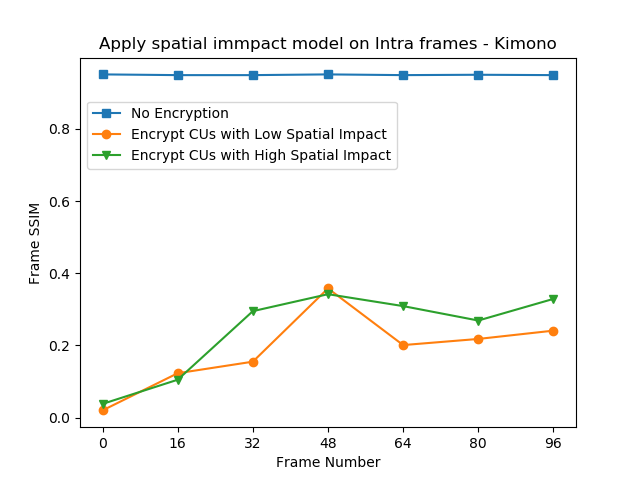 Apply spatial immpact model on Intra frames - Kimono
No Encryption
Encrypt CUs with Low Spatial Impact
Encrypt CUs with High Spatial Impact
Frame SSIM
0.8
0.6
0.4
0.2
0.0
0 16 32 48 64 80 96
Frame Number